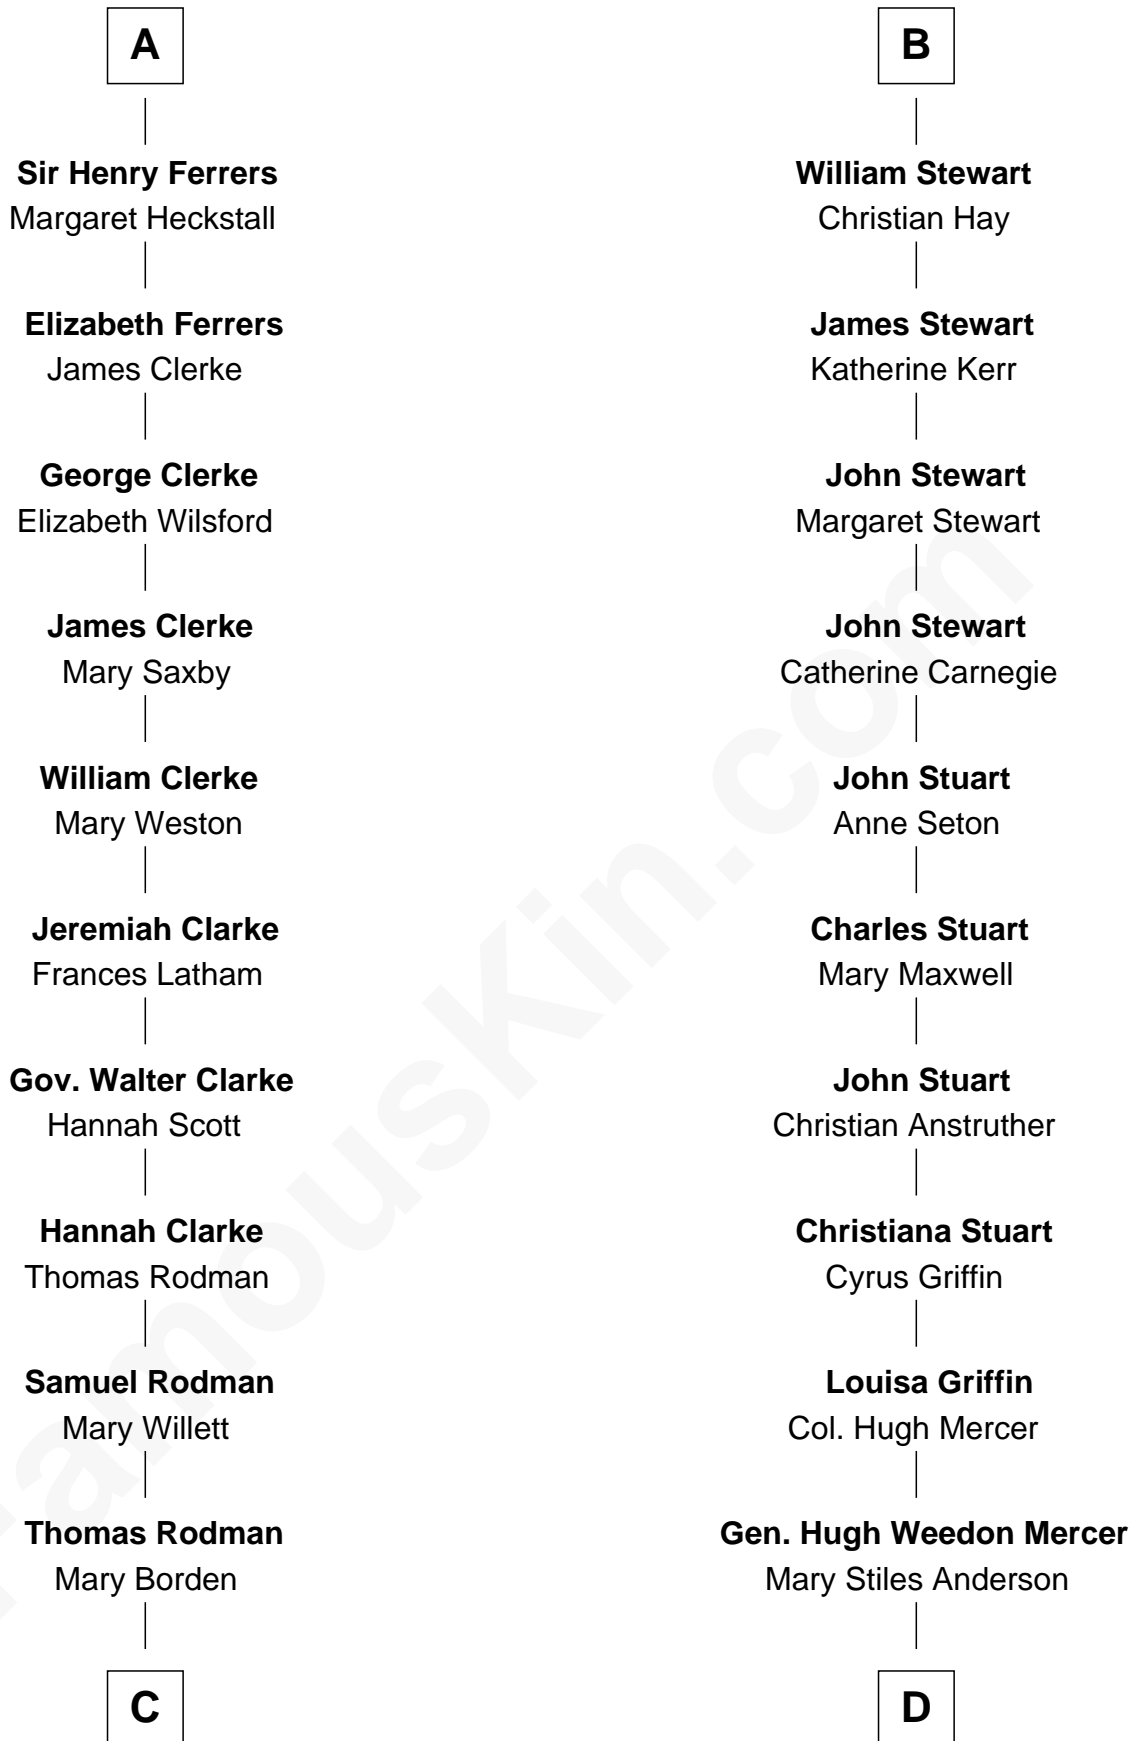 A
Sir Henry Ferrers
Margaret Heckstall
Elizabeth Ferrers
James Clerke
George Clerke
Elizabeth Wilsford
James Clerke
Mary Saxby
William Clerke
Mary Weston
Jeremiah Clarke
Frances Latham
Gov. Walter Clarke
Hannah Scott
Hannah Clarke
Thomas Rodman
Samuel Rodman
Mary Willett
Thomas Rodman
Mary Borden
C
B
William Stewart
Christian Hay
James Stewart
Katherine Kerr
John Stewart
Margaret Stewart
John Stewart
Catherine Carnegie
John Stuart
Anne Seton
Charles Stuart
Mary Maxwell
John Stuart
Christian Anstruther
Christiana Stuart
Cyrus Griffin
Louisa Griffin
Col. Hugh Mercer
Gen. Hugh Weedon Mercer
Mary Stiles Anderson
D
FamousKin.com